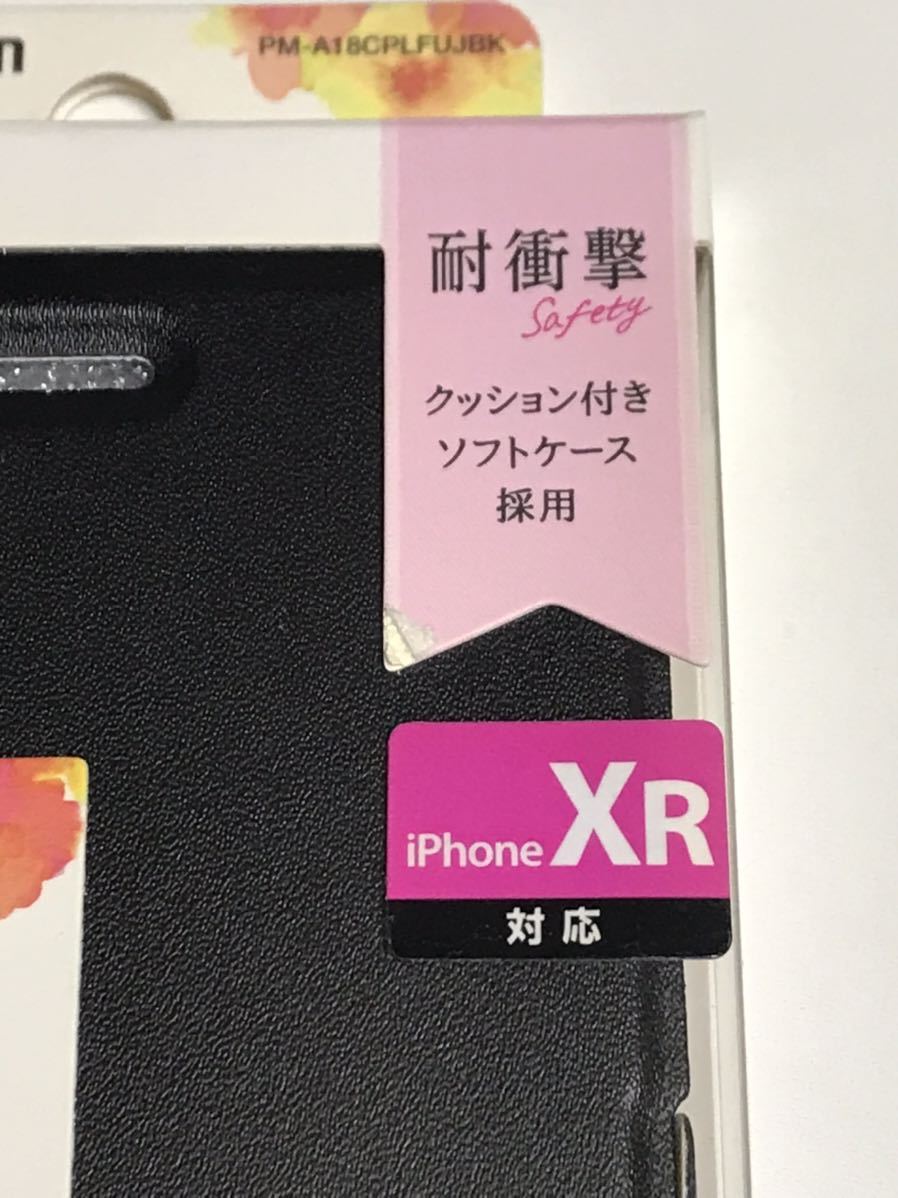 n
PM-A18CPLFUJBK
耐衝撃
Safety
クッション付き
ソフトケース
採用
iPhone XR
対応